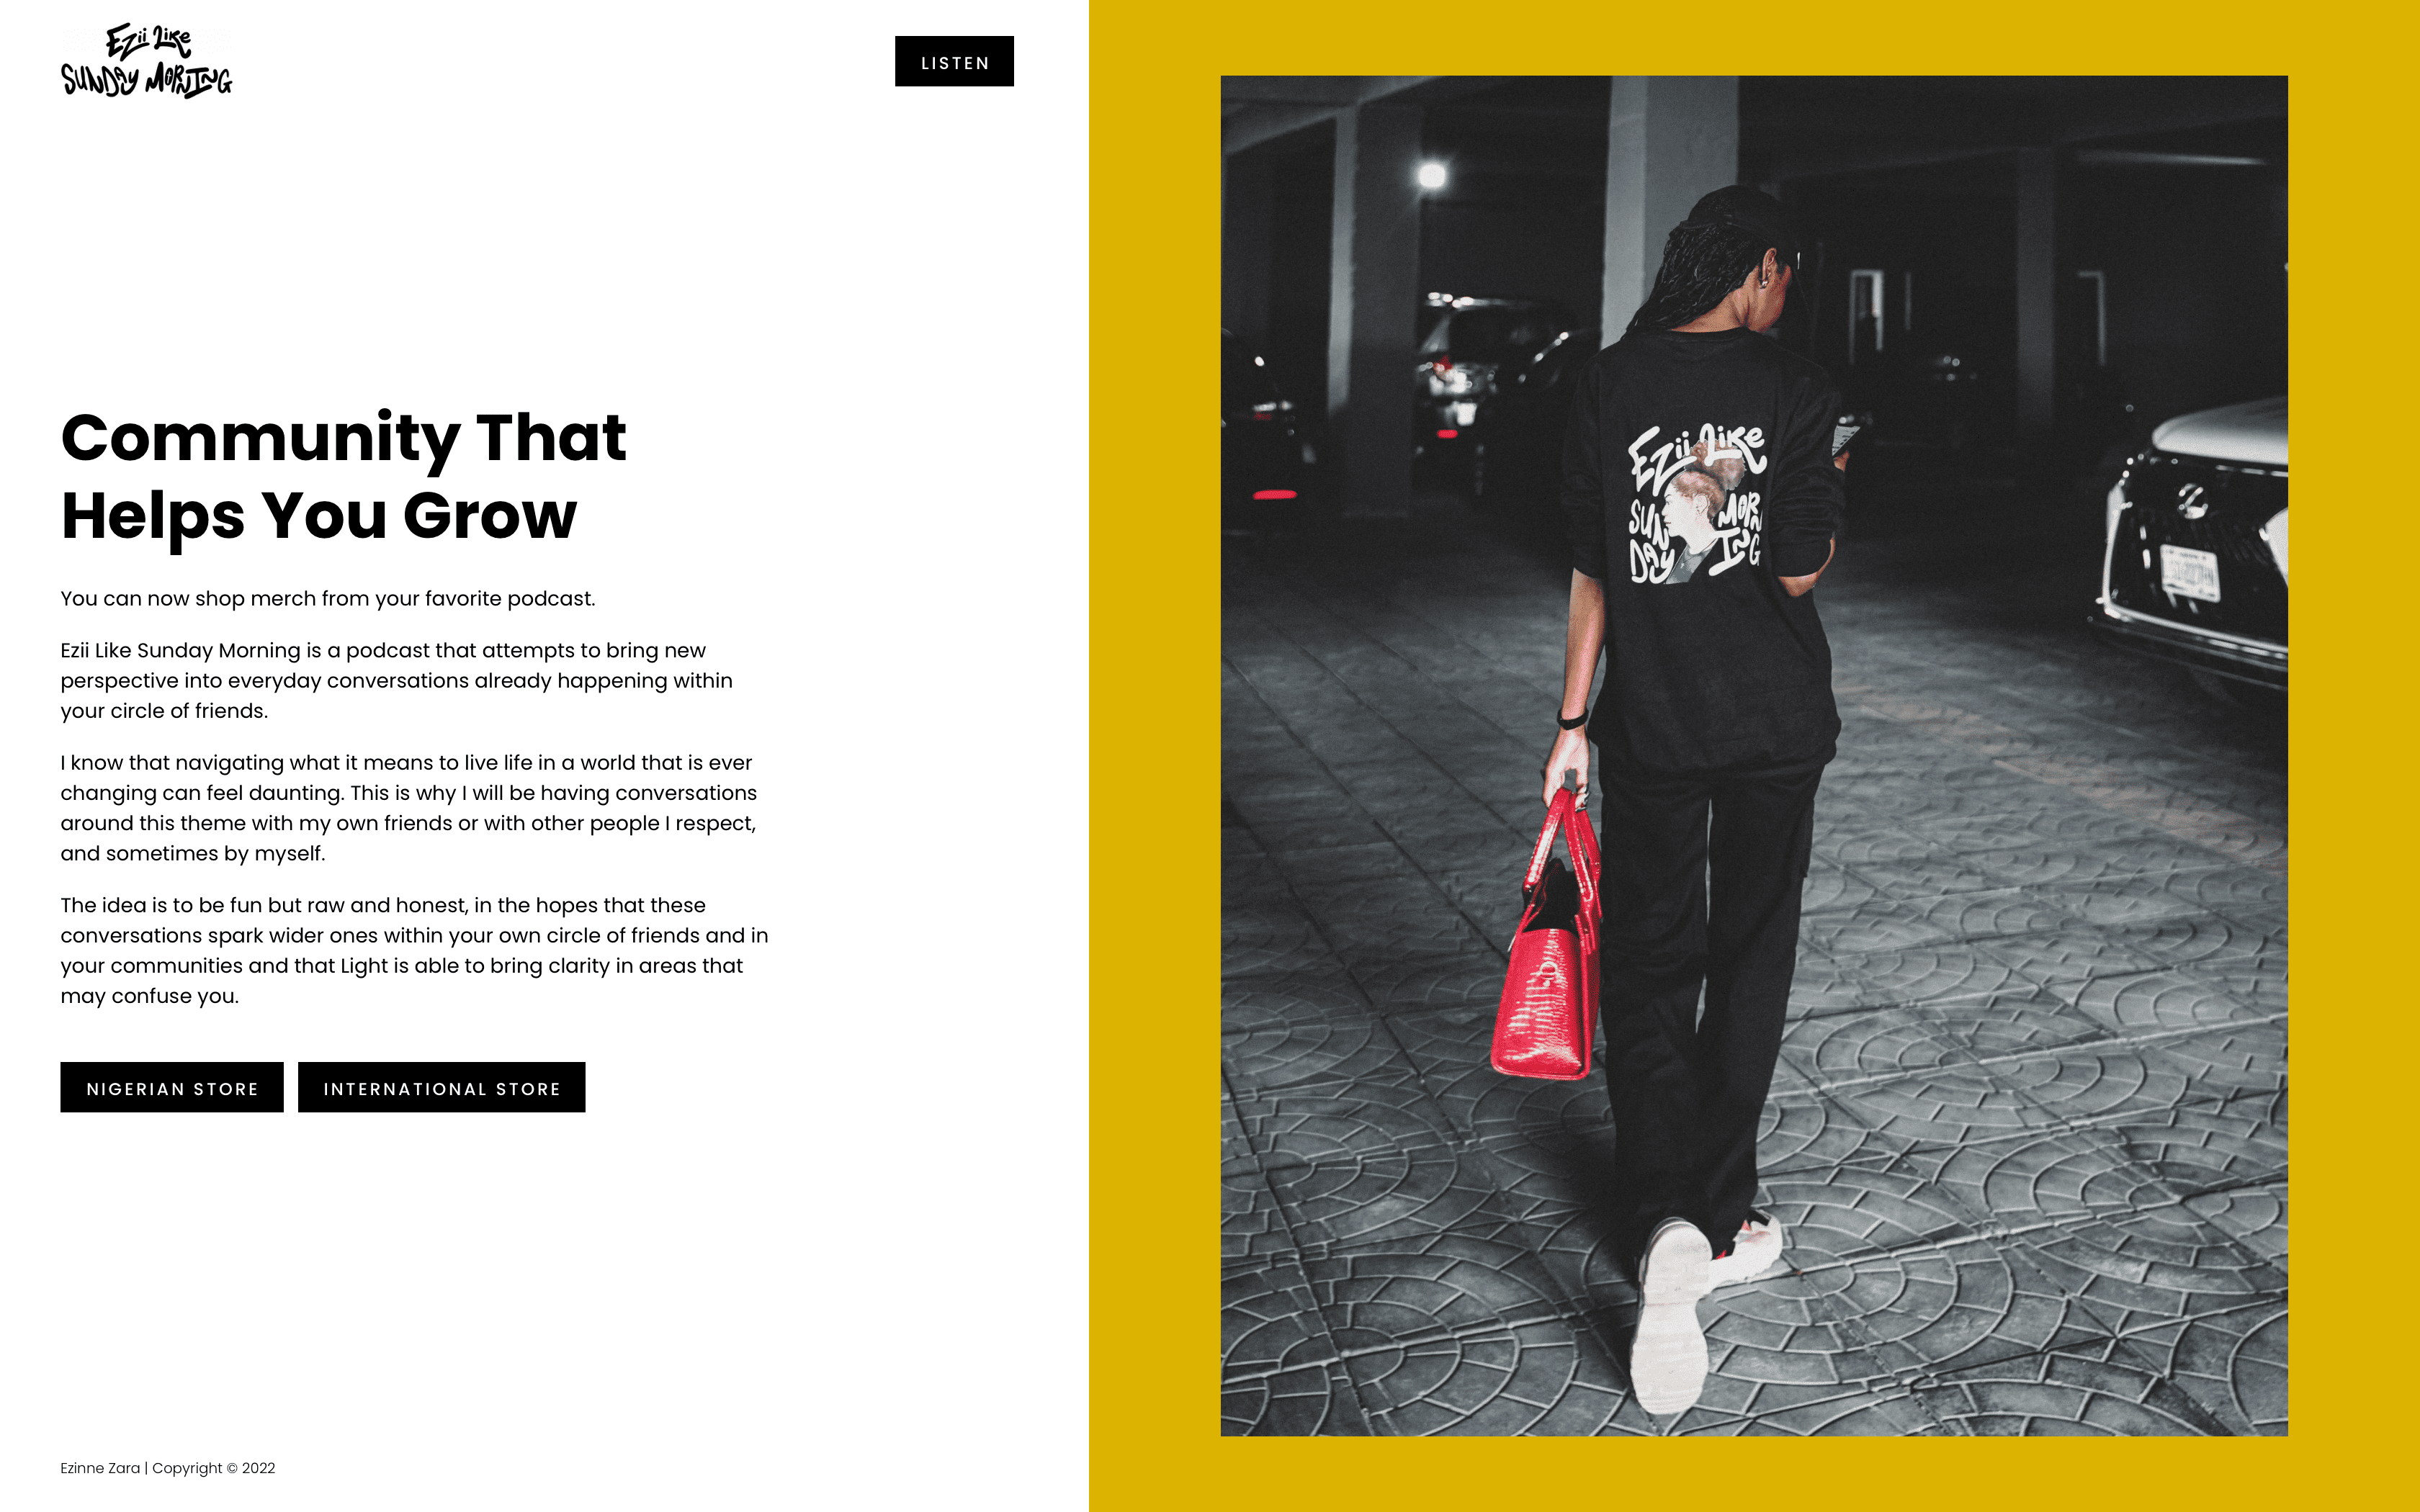 Ezii Like
SUNDAY MORNING
LISTEN
Community That
Helps You Grow
You can now shop merch from your favorite podcast.
Ezii Like Sunday Morning is a podcast that attempts to bring new
perspective into everyday conversations already happening within
your circle of friends.
I know that navigating what it means to live life in a world that is ever
changing can feel daunting. This is why I will be having conversations
around this theme with my own friends or with other people I respect,
and sometimes by myself.
The idea is to be fun but raw and honest, in the hopes that these
conversations spark wider ones within your own circle of friends and in
your communities and that Light is able to bring clarity in areas that
may confuse you.
NIGERIAN STORE
INTERNATIONAL STORE
Ezinne Zara | Copyright © 2022
Ezii Like
SUN MOR
DAY ING